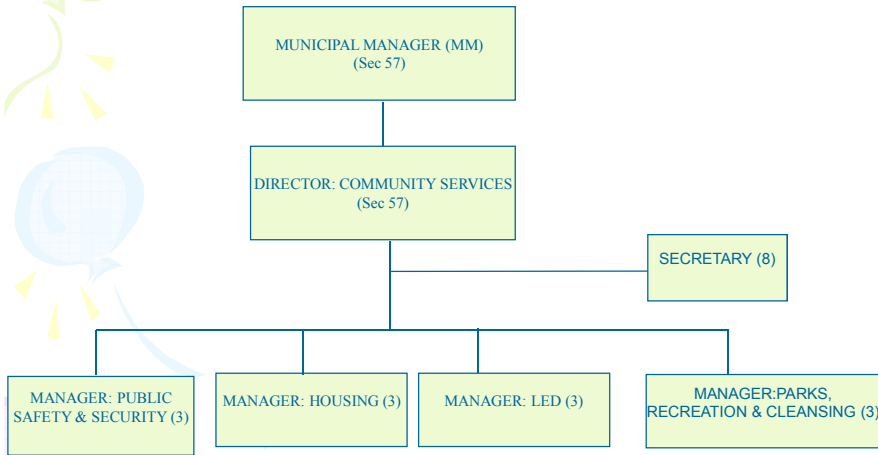 MUNICIPAL MANAGER (MM)
(Sec 57)
DIRECTOR: COMMUNITY SERVICES
(Sec 57)
SECRETARY (8)
MANAGER: PUBLIC
SAFETY & SECURITY (3)
MANAGER: HOUSING (3)
MANAGER: LED (3)
MANAGER:PARKS,
RECREATION & CLEANSING (3)